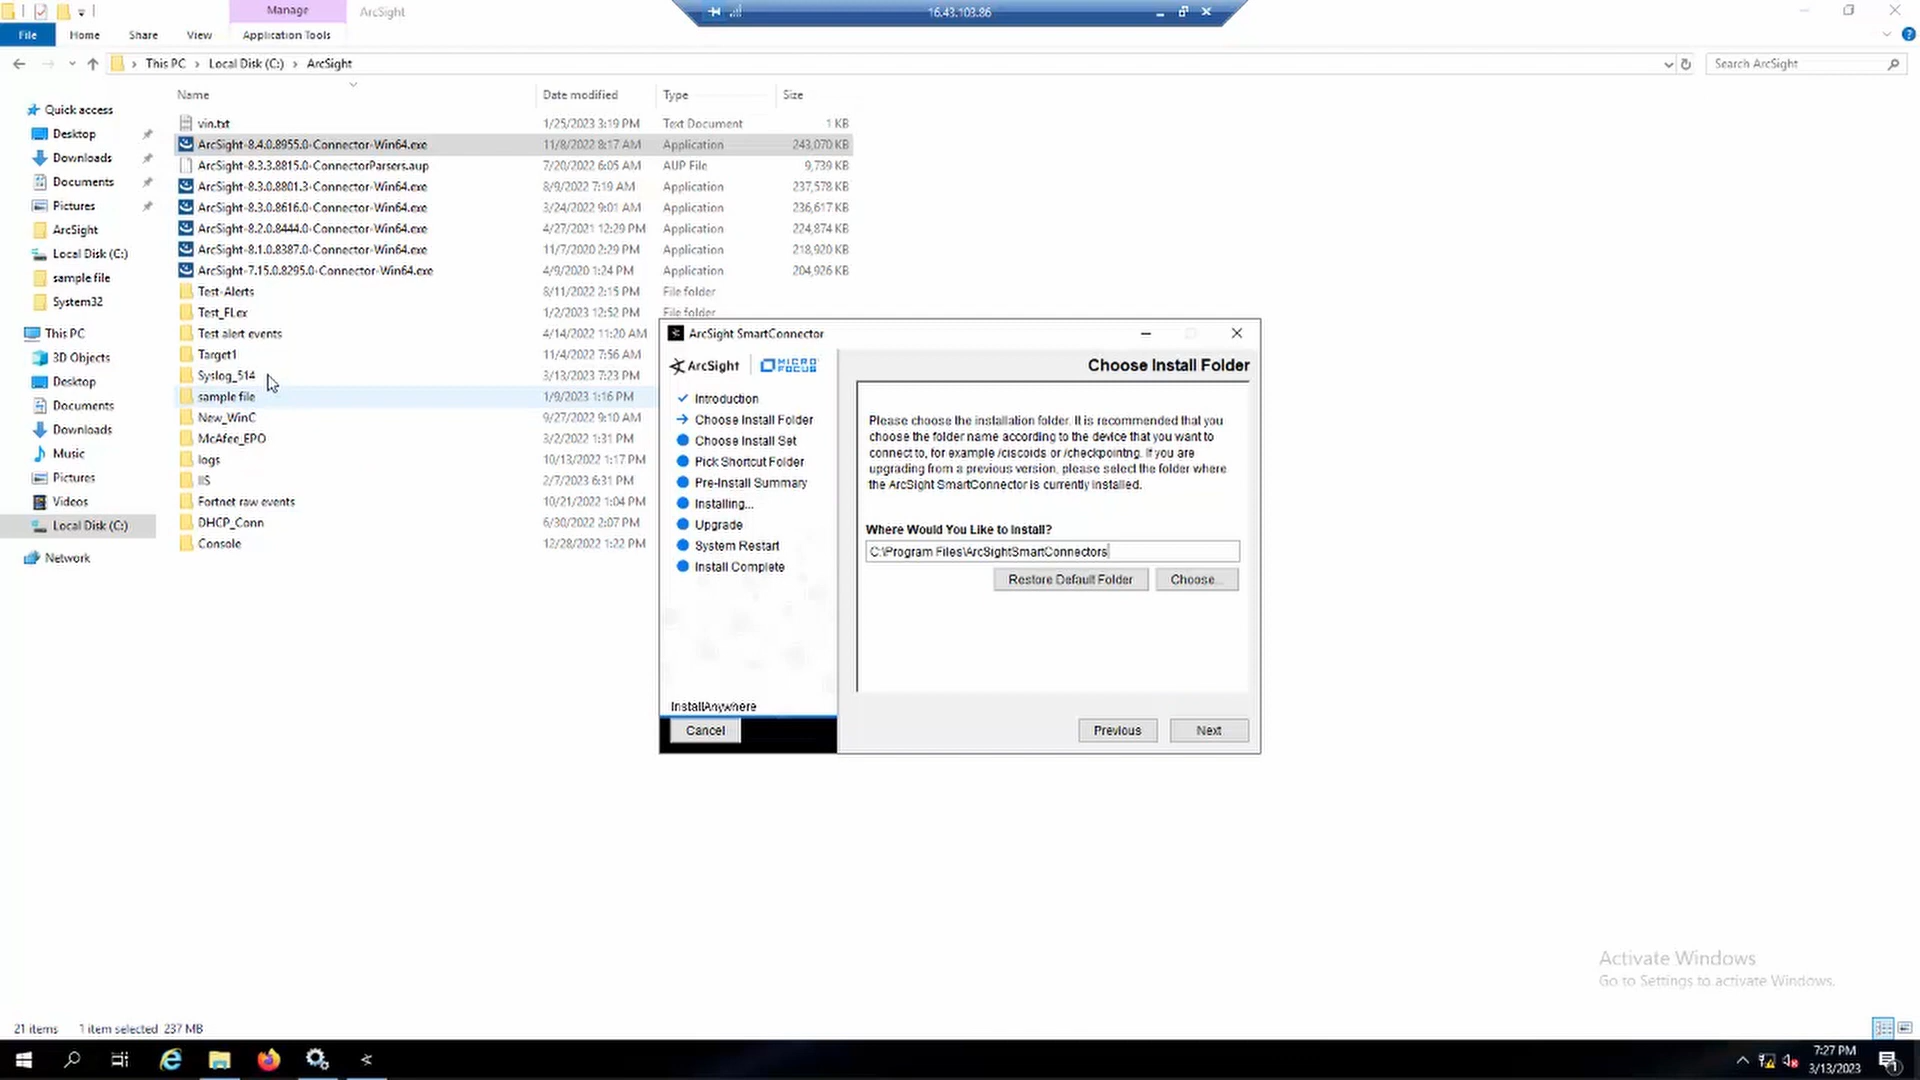 Manage
ArcSight
16.43.103.86
File
Home
Share
View
Application Tools
This PC
Local Disk (C:)
ArcSight
Search ArcSight
Name
Date modified
Type
Size
Quick access
Desktop
Downloads
Documents
Pictures
ArcSight
Local Disk (C:)
sample file
System32
This PC
3D Objects
Desktop
Documents
Downloads
Music
Pictures
Videos
Local Disk (C:)
Network
vin.txt 1/25/2023 3:19 PM Text Document 1 KB
ArcSight-8.4.0.8955.0-Connector-Win64.exe 11/8/2022 8:17 AM Application 243,070 KB
ArcSight-8.3.3.8815.0-ConnectorParsers.aup 7/20/2022 6:05 AM AUP File 9,739 KB
ArcSight-8.3.0.8801.3-Connector-Win64.exe 8/9/2022 7:19 AM Application 237,578 KB
ArcSight-8.3.0.8616.0-Connector-Win64.exe 3/24/2022 9:01 AM Application 236,617 KB
ArcSight-8.2.0.8444.0-Connector-Win64.exe 4/27/2021 12:29 PM Application 224,874 KB
ArcSight-8.1.0.8387.0-Connector-Win64.exe 11/7/2020 2:29 PM Application 218,920 KB
ArcSight-7.15.0.8295.0-Connector-Win64.exe 4/9/2020 1:24 PM Application 204,926 KB
Test-Alerts 8/11/2022 2:15 PM File folder
Test_FLex 1/2/2023 12:52 PM File folder
Test alert events 4/14/2022 11:20 AM
Target1 11/4/2022 7:56 AM
Syslog_514 3/13/2023 7:23 PM
sample file 1/9/2023 1:16 PM
New_WinC 9/27/2022 9:10 AM
McAfee_EPO 3/2/2022 1:31 PM
logs 10/13/2022 1:17 PM
IIS 2/7/2023 6:31 PM
Fortnet raw events 10/21/2022 1:04 PM
DHCP_Conn 6/30/2022 2:07 PM
Console 12/28/2022 1:22 PM
ArcSight SmartConnector
ArcSight
MICRO FOCUS
Introduction
Choose Install Folder
Choose Install Set
Pick Shortcut Folder
Pre-Install Summary
Installing...
Upgrade
System Restart
Install Complete
InstallAnywhere
Cancel
Choose Install Folder
Please choose the installation folder. It is recommended that you
choose the folder name according to the device that you want to
connect to, for example /ciscoids or /checkpointng. If you are
upgrading from a previous version, please select the folder where
the ArcSight SmartConnector is currently installed.
Where Would You Like to Install?
C:\Program Files\ArcSightSmartConnectors
Restore Default Folder
Choose...
Previous
Next
Activate Windows
Go to Settings to activate Windows.
21 items
1 item selected 237 MB
7:27 PM
3/13/2023
1